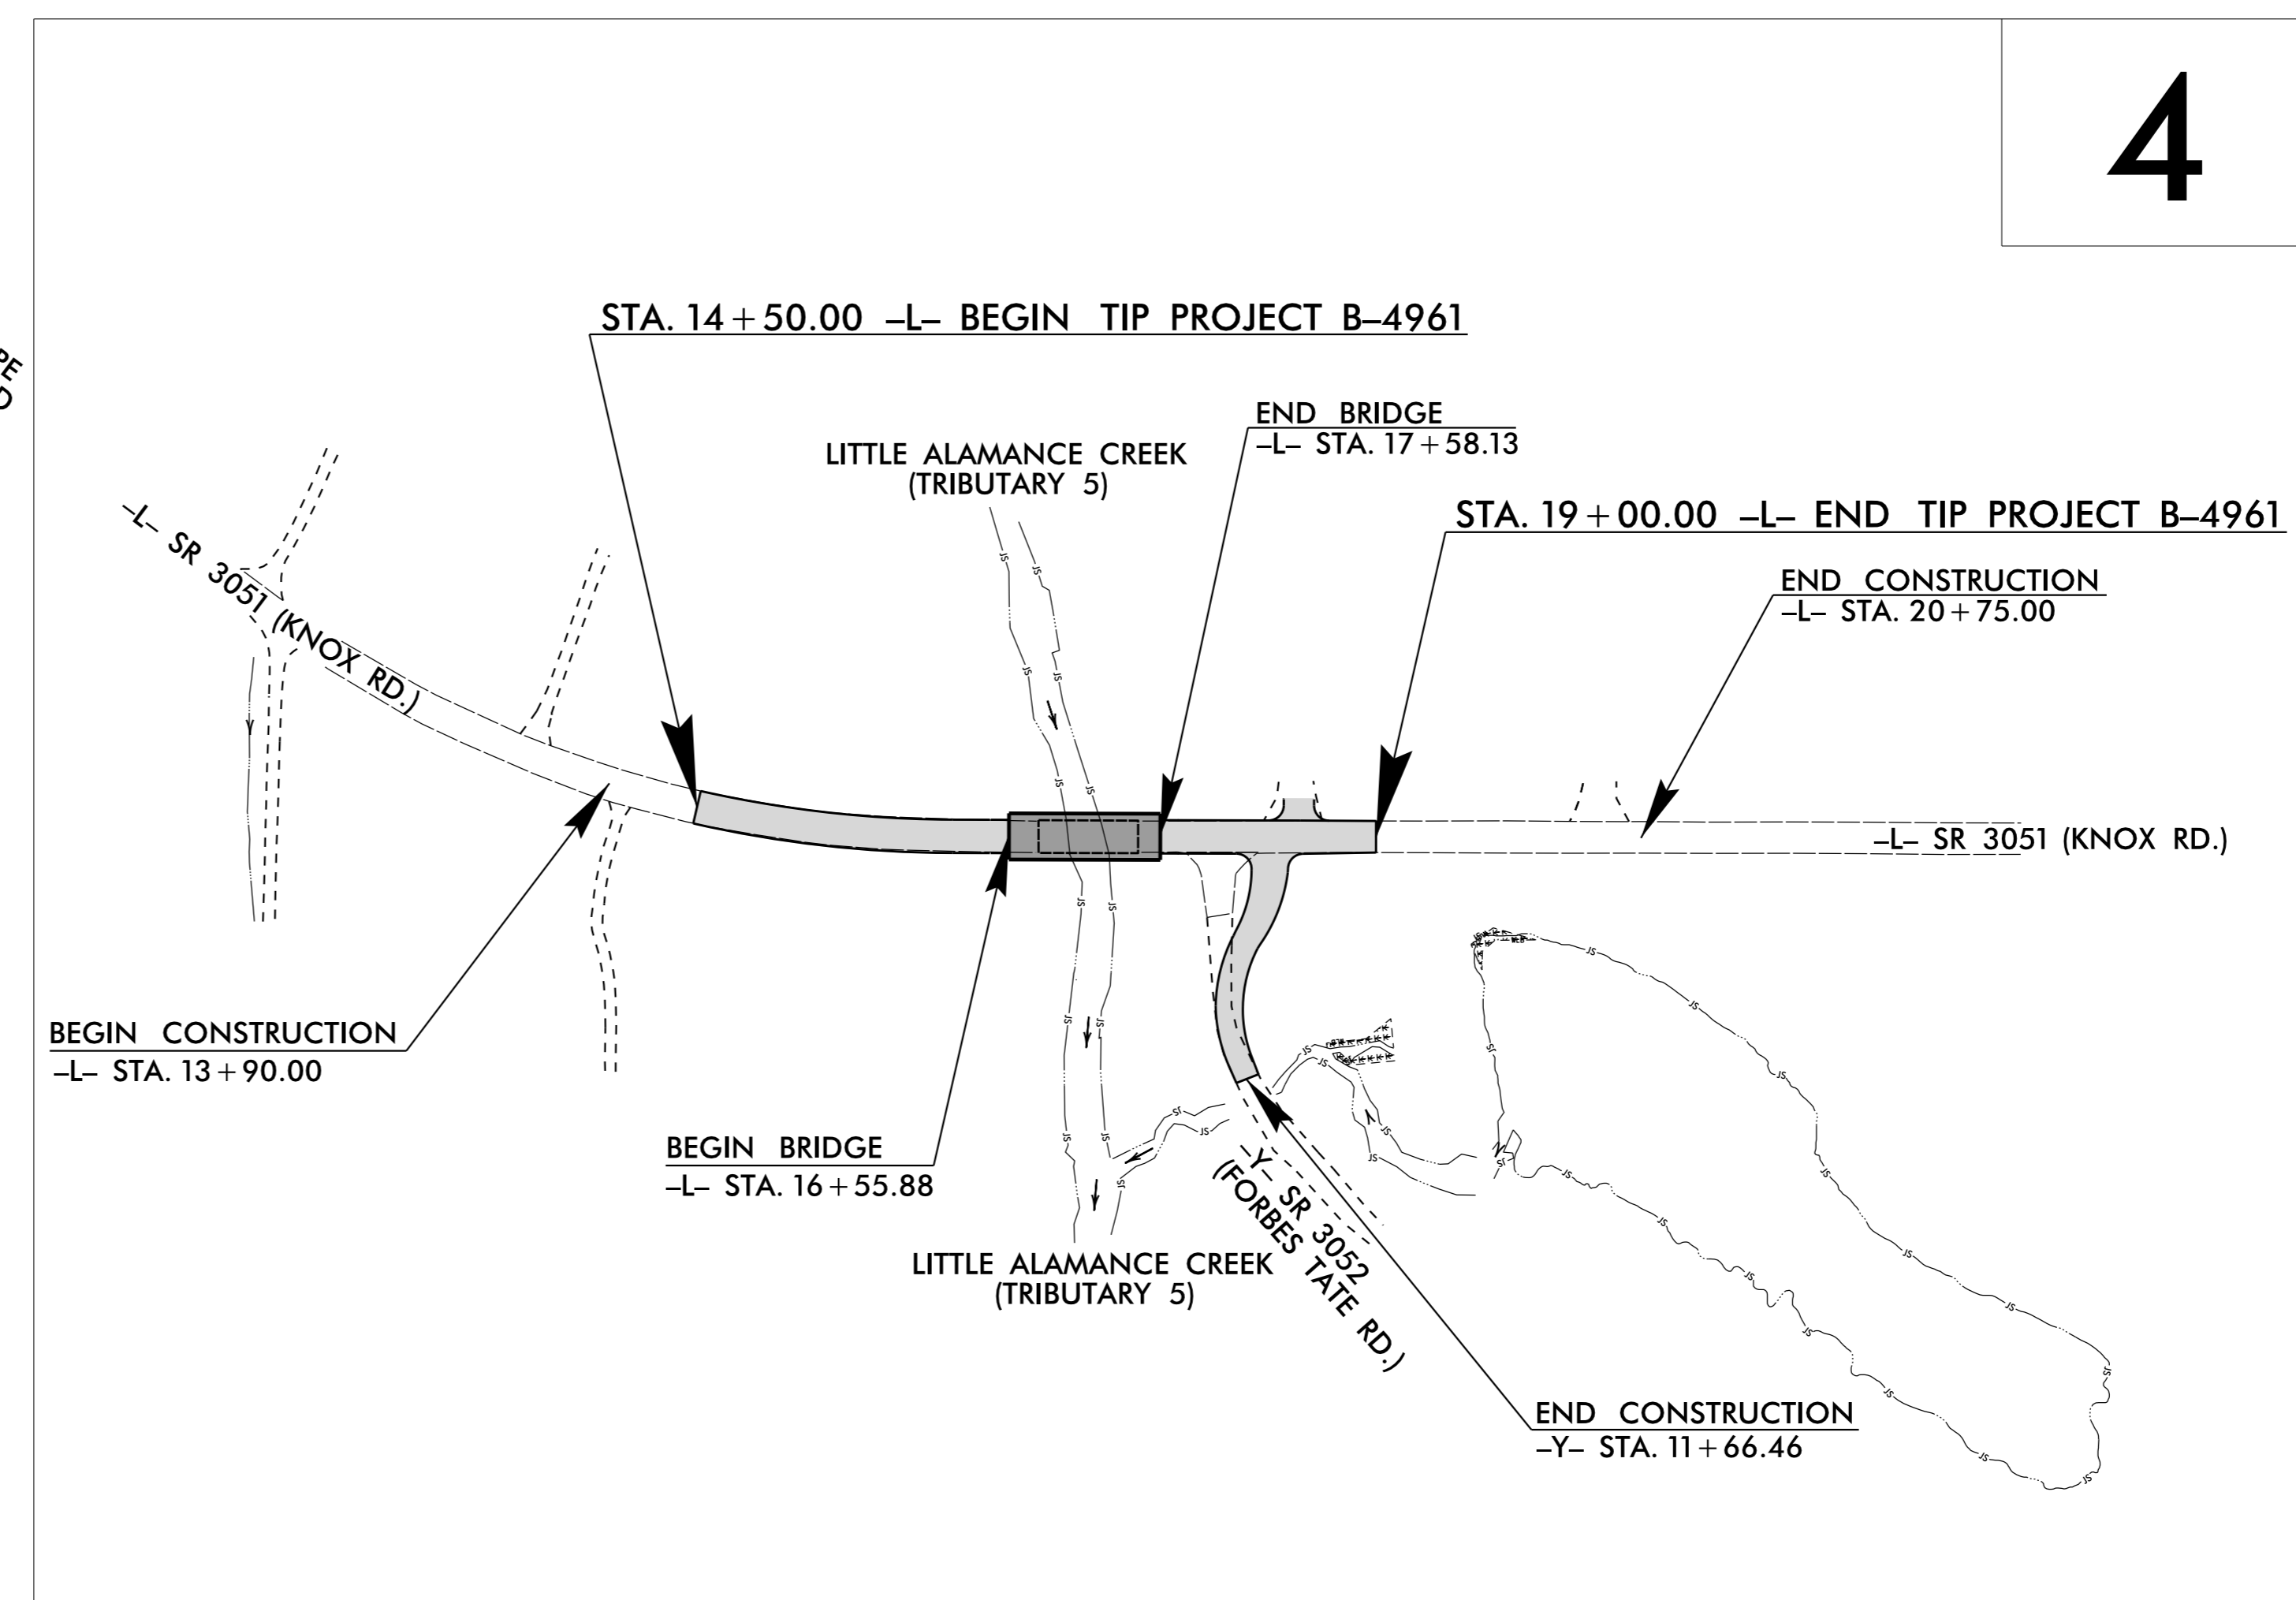 4
STA. 14+50.00 –L– BEGIN TIP PROJECT B–4961
END BRIDGE
–L– STA. 17+58.13
LITTLE ALAMANCE CREEK
(TRIBUTARY 5)
STA. 19+00.00 –L– END TIP PROJECT B–4961
END CONSTRUCTION
–L– STA. 20+75.00
–L– SR 3051 (KNOX RD.)
–L– SR 3051 (KNOX RD.)
BEGIN CONSTRUCTION
–L– STA. 13+90.00
BEGIN BRIDGE
–L– STA. 16+55.88
–Y– SR 3052
(FORBES TATE RD.)
LITTLE ALAMANCE CREEK
(TRIBUTARY 5)
END CONSTRUCTION
–Y– STA. 11+66.46